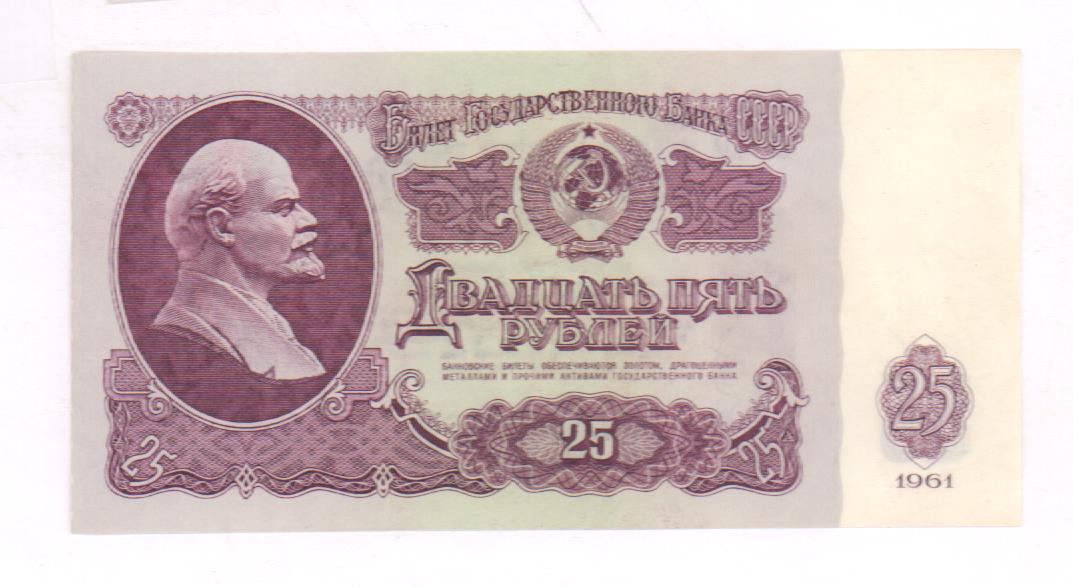 Билет Государственного Банка СССР
Двадцать пять
рублей
БАНКОВСКИЕ БИЛЕТЫ ОБЕСПЕЧИВАЮТСЯ ЗОЛОТОМ, ДРАГОЦЕННЫМИ
МЕТАЛЛАМИ И ПРОЧИМИ АКТИВАМИ ГОСУДАРСТВЕННОГО БАНКА
25
25
25
25
1961